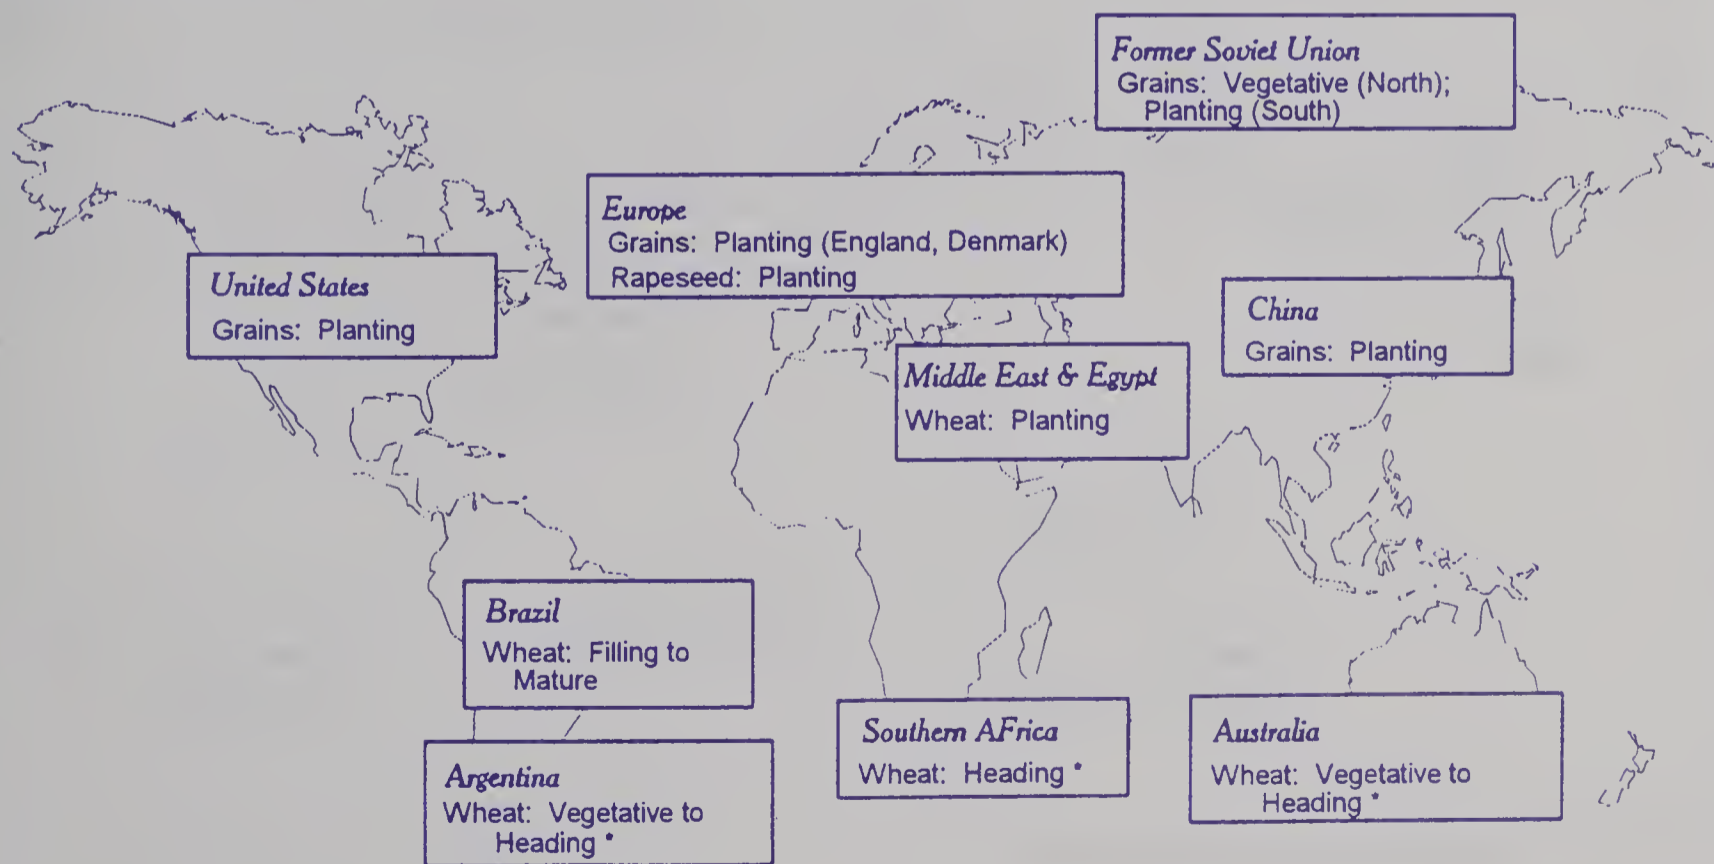 Former Soviet Union
Grains: Vegetative (North);
Planting (South)
Europe
Grains: Planting (England, Denmark)
Rapeseed: Planting
United States
Grains: Planting
China
Grains: Planting
Middle East & Egypt
Wheat: Planting
Brazil
Wheat: Filling to
Mature
Southern AFrica
Wheat: Heading *
Australia
Wheat: Vegetative to
Heading *
Argentina
Wheat: Vegetative to
Heading *